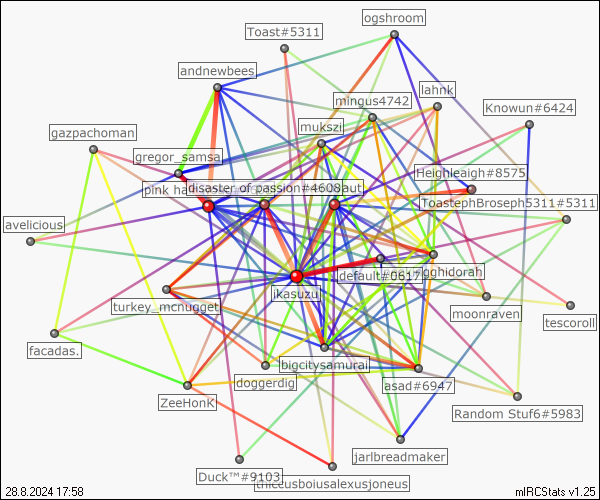 ogshroom
Toast#5311
andnewbees
lahnk
mingus4742
Knowun#6424
mukszi
gazpachoman
gregor_samsa
Heighleaigh#8575
pink ha
disaster of passion#4608
aut
ToastephBroseph5311#5311
avelicious
default#0617
gghidorah
jkasuzu
turkey_mcnugget
moonraven
tescoroll
facadas.
bigcitysamurai
doggerdig
asad#6947
ZeeHonk
Random Stuf6#5983
jarlbreadmaker
Duck™#9103
chiccusboiusalexusjoneus
28.8.2024 17:58
mIRCStats v1.25